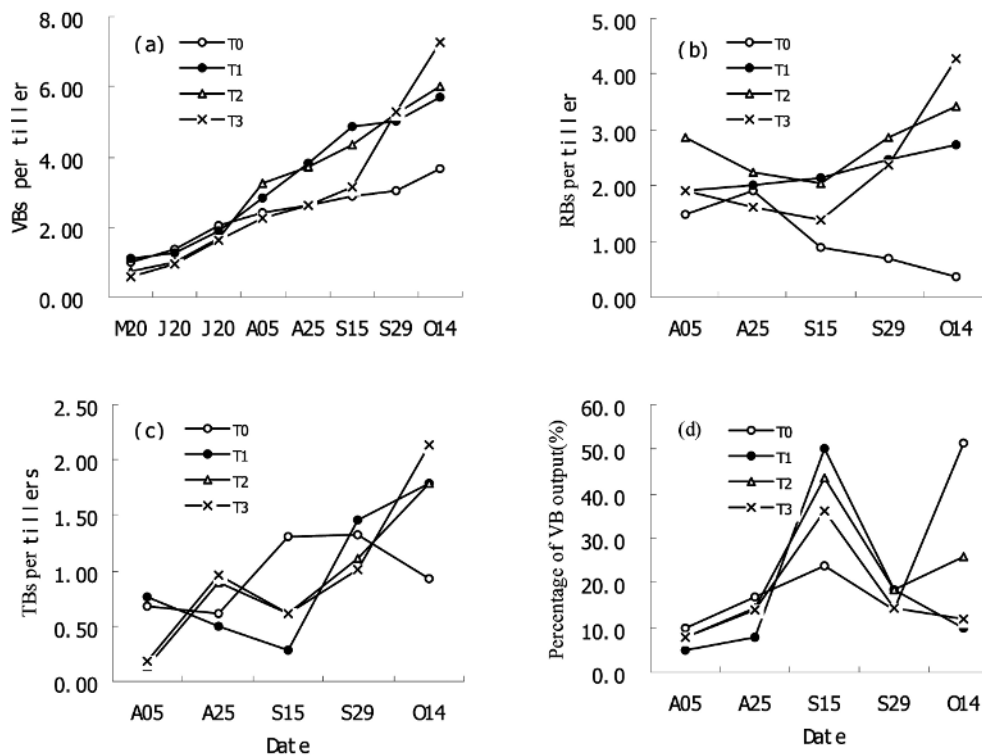 (a)
T0
T1
T2
T3
VBs per tiller
8.00
6.00
4.00
2.00
0.00
M20 J20 J20 A05 A25 S15 S29 O14
(b)
T0
T1
T2
T3
RBs per tiller
5.00
4.00
3.00
2.00
1.00
0.00
A05 A25 S15 S29 O14
(c)
T0
T1
T2
T3
TBs per tillers
2.50
2.00
1.50
1.00
0.50
0.00
A05 A25 S15 S29 O14
Date
(d)
T0
T1
T2
T3
Percentage of VB output(%)
60.0
50.0
40.0
30.0
20.0
10.0
0.0
A05 A25 S15 S29 O14
Date